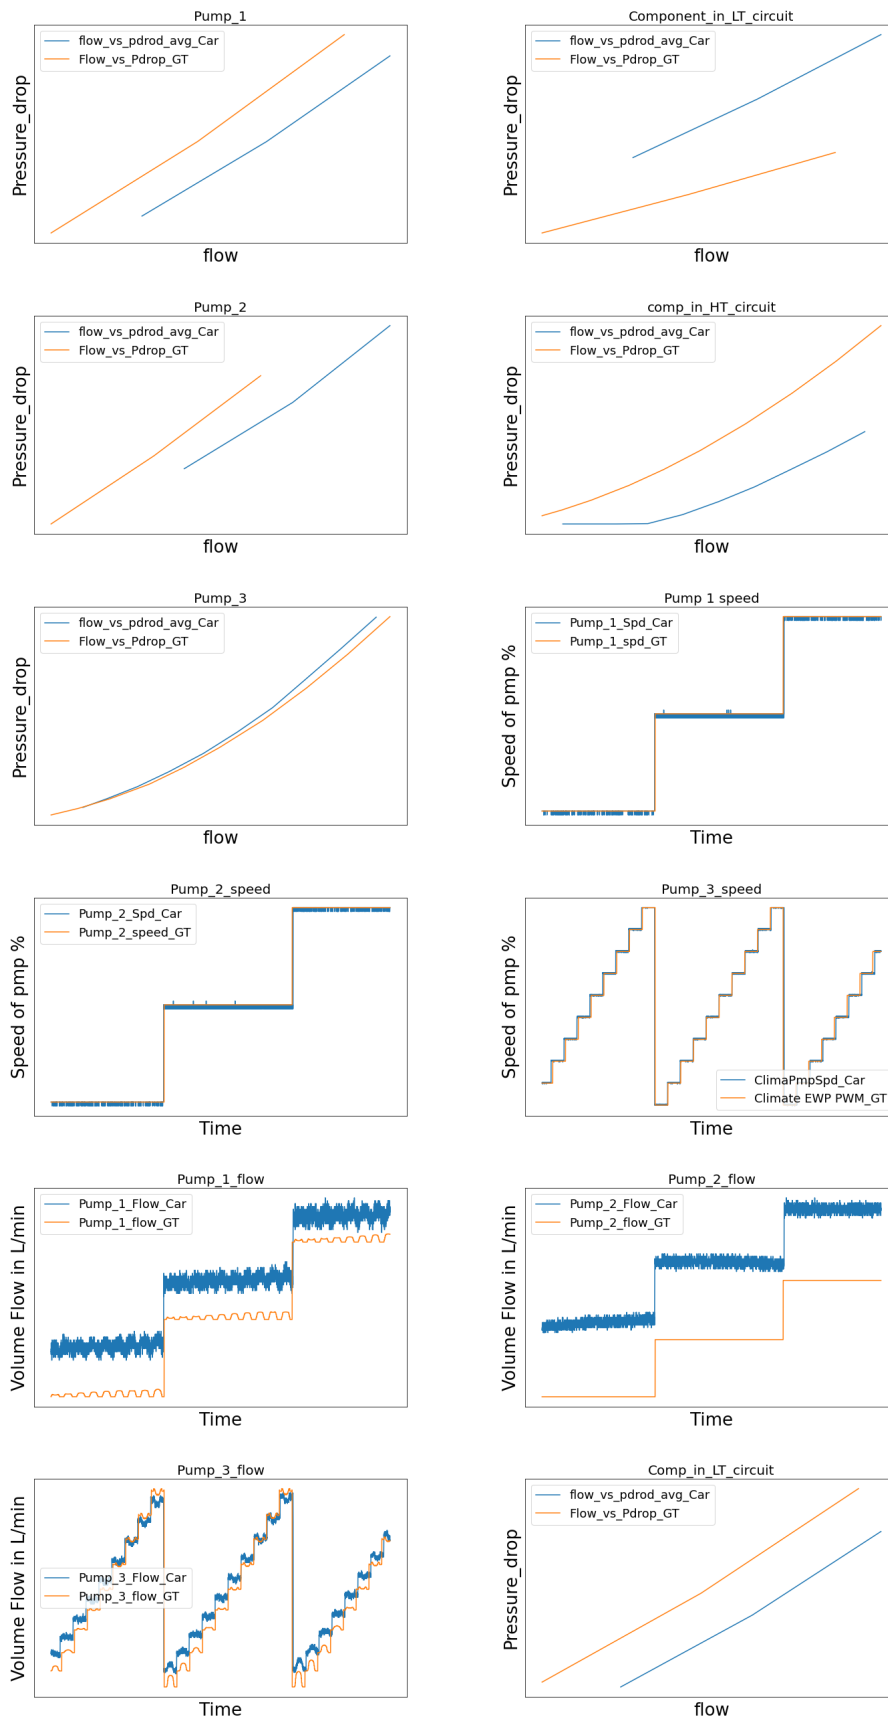 Pump_1
flow_vs_pdrod_avg_Car
Flow_vs_Pdrop_GT
Pressure_drop
flow
Component_in_LT_circuit
flow_vs_pdrod_avg_Car
Flow_vs_Pdrop_GT
Pressure_drop
flow
Pump_2
flow_vs_pdrod_avg_Car
Flow_vs_Pdrop_GT
Pressure_drop
flow
comp_in_HT_circuit
flow_vs_pdrod_avg_Car
Flow_vs_Pdrop_GT
Pressure_drop
flow
Pump_3
flow_vs_pdrod_avg_Car
Flow_vs_Pdrop_GT
Pressure_drop
flow
Pump 1 speed
Pump_1_Spd_Car
Pump_1_spd_GT
Speed of pmp %
Time
Pump_2_speed
Pump_2_Spd_Car
Pump_2_speed_GT
Speed of pmp %
Time
Pump_3_speed
ClimaPmpSpd_Car
Climate EWP PWM_GT
Speed of pmp %
Time
Pump_1_flow
Pump_1_Flow_Car
Pump_1_flow_GT
Volume Flow in L/min
Time
Pump_2_flow
Pump_2_Flow_Car
Pump_2_flow_GT
Volume Flow in L/min
Time
Pump_3_flow
Pump_3_Flow_Car
Pump_3_flow_GT
Volume Flow in L/min
Time
Comp_in_LT_circuit
flow_vs_pdrod_avg_Car
Flow_vs_Pdrop_GT
Pressure_drop
flow